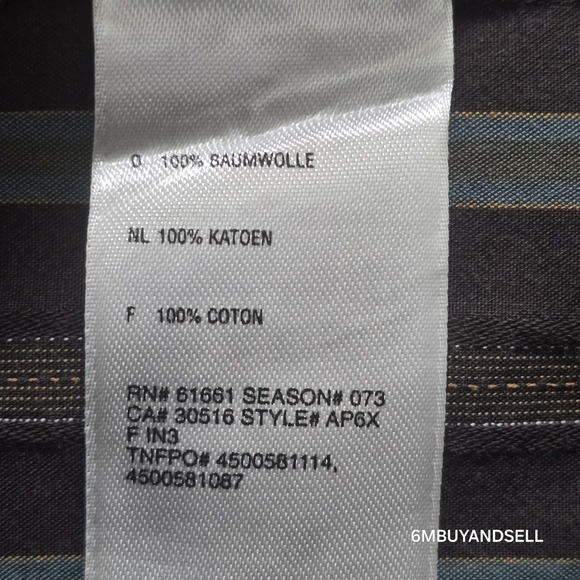 D 100% BAUMWOLLE
NL 100% KATOEN
F 100% COTON
RN# 61661 SEASON# 073
CA# 30516 STYLE# AP6X
F IN3
TNFPO# 4500581114,
4500581087
6MBUYANDSELL